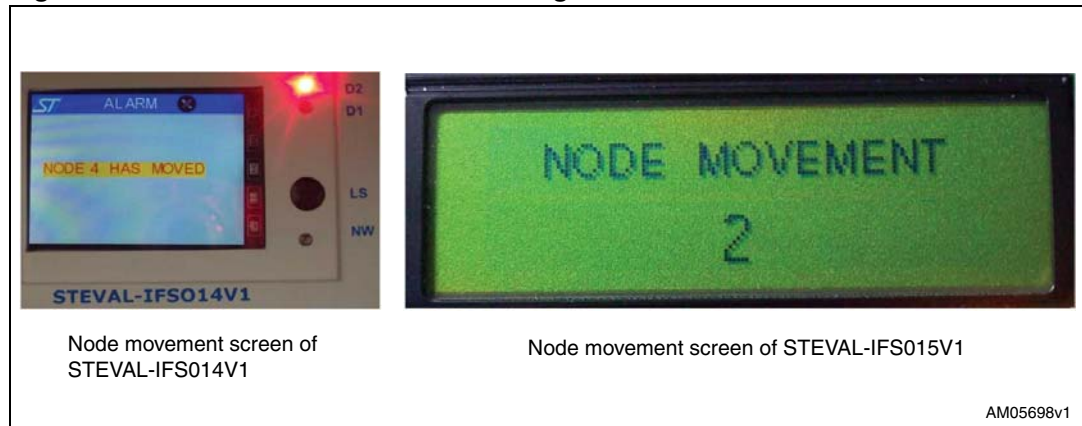 ST ALARM
NODE 4 HAS MOVED
D2
D1
LS
NW
STEVAL-IFS014V1
NODE MOVEMENT
2
Node movement screen of
STEVAL-IFS014V1
Node movement screen of STEVAL-IFS015V1
AM05698v1